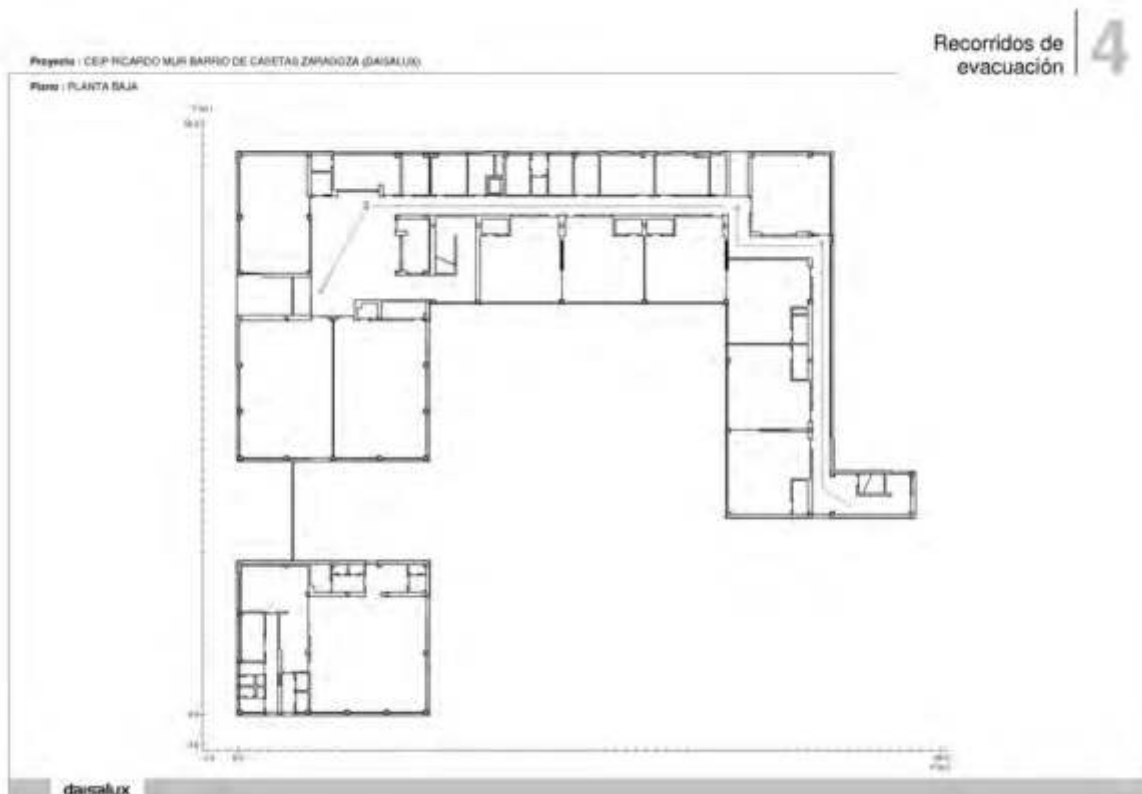 Recorridos de
evacuación
4
Proyecto : CEIP RICARDO MUR BARRIO DE CASETAS ZARAGOZA (DAISALUX)
Plano : PLANTA BAJA
daisalux